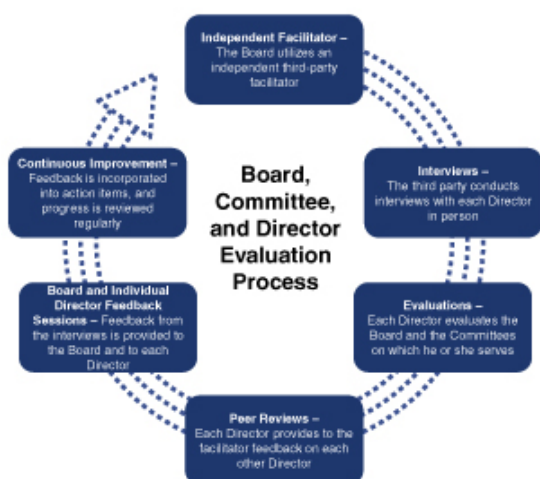 Independent Facilitator –
The Board utilizes an
independent third-party
facilitator
Interviews –
The third party conducts
interviews with each Director
in person
Evaluations –
Each Director evaluates the
Board and the Committees
on which he or she serves
Peer Reviews –
Each Director provides to the
facilitator feedback on each
other Director
Board and Individual
Director Feedback
Sessions – Feedback from
the interviews is provided to
the Board and to each
Director
Continuous Improvement –
Feedback is incorporated
into action items, and
progress is reviewed
regularly
Board,
Committee,
and Director
Evaluation
Process